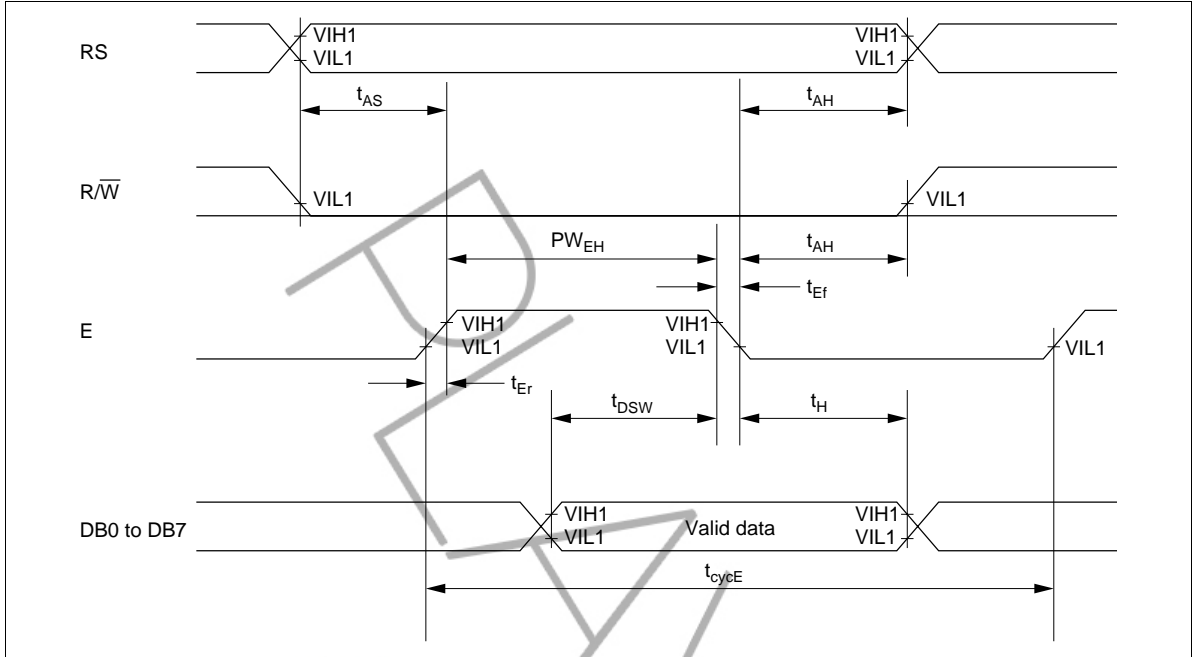 RS
VIH1
VIL1
VIH1
VIL1
tAS
tAH
R/W̅
VIL1
VIL1
PWEH
tAH
tEf
E
VIH1
VIL1
VIH1
VIL1
VIL1
tEr
tDSW
tH
DB0 to DB7
VIH1
VIL1
Valid data
VIH1
VIL1
tcycE